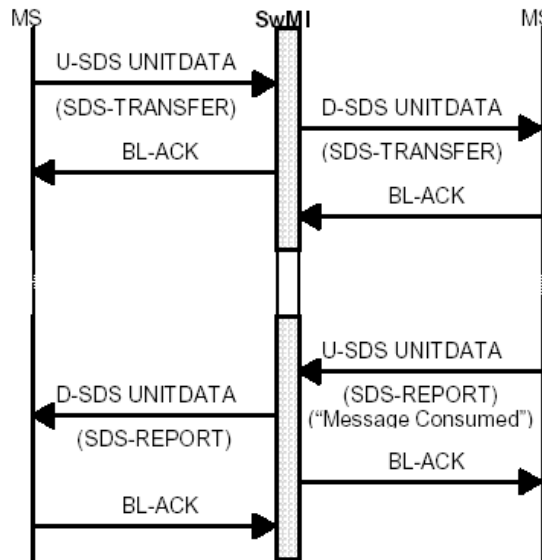 MS SwMI MS
U-SDS UNITDATA
(SDS-TRANSFER)
D-SDS UNITDATA
(SDS-TRANSFER)
BL-ACK
BL-ACK
U-SDS UNITDATA
(SDS-REPORT)
("Message Consumed")
D-SDS UNITDATA
(SDS-REPORT)
BL-ACK
BL-ACK